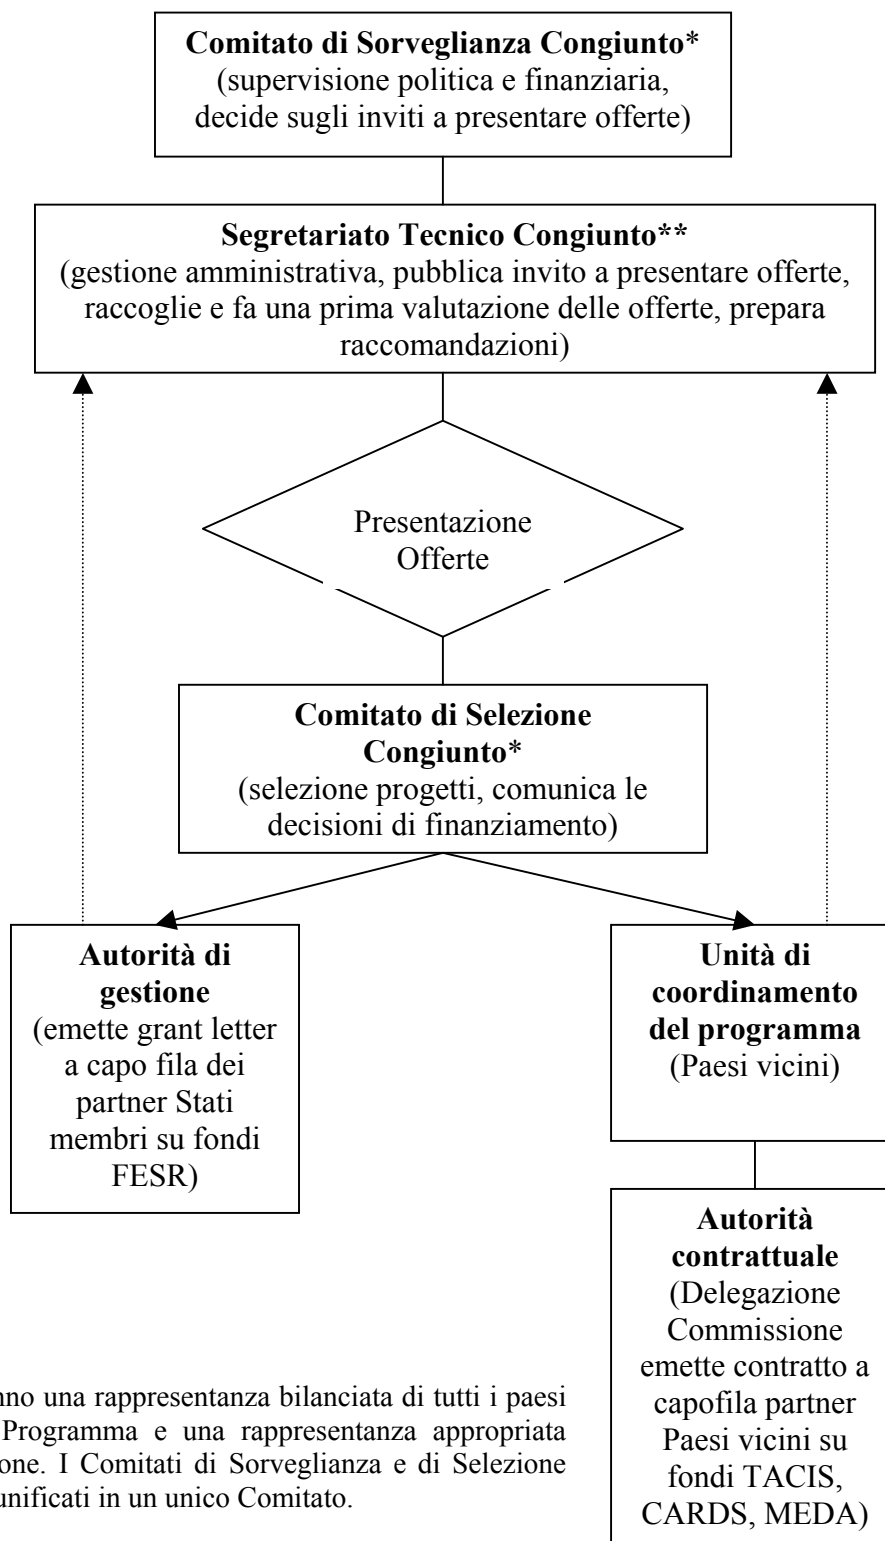 Comitato di Sorveglianza Congiunto*
(supervisione politica e finanziaria,
decide sugli inviti a presentare offerte)
Segretariato Tecnico Congiunto**
(gestione amministrativa, pubblica invito a presentare offerte,
raccoglie e fa una prima valutazione delle offerte, prepara
raccomandazioni)
Presentazione
Offerte
Comitato di Selezione
Congiunto*
(selezione progetti, comunica le
decisioni di finanziamento)
Autorità di
gestione
(emette grant letter
a capo fila dei
partner Stati
membri su fondi
FESR)
Unità di
coordinamento
del programma
(Paesi vicini)
Autorità
contrattuale
(Delegazione
Commissione
emette contratto a
capofila partner
Paesi vicini su
fondi TACIS,
CARDS, MEDA)
una rappresentanza bilanciata di tutti i paesi
Programma e una rappresentanza appropriata
I Comitati di Sorveglianza e di Selezione
unificati in un unico Comitato.